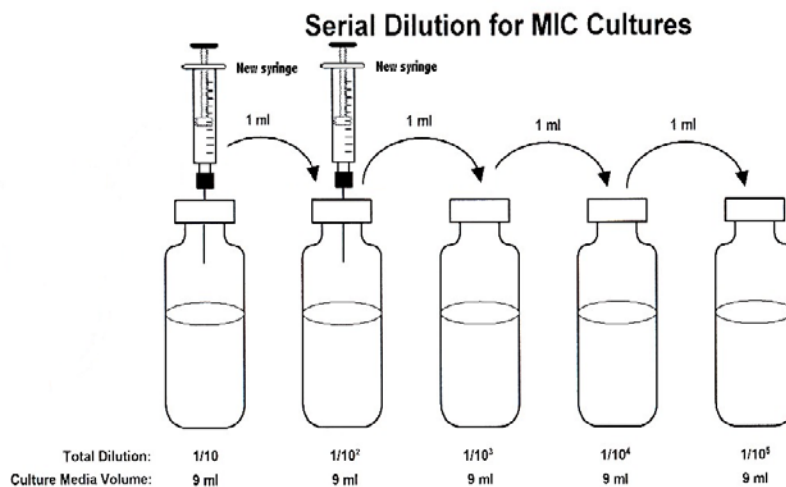 Serial Dilution for MIC Cultures
New syringe
New syringe
1 ml
1 ml
1 ml
1 ml
Total Dilution: 1/10 1/10² 1/10³ 1/10⁴ 1/10⁵
Culture Media Volume: 9 ml 9 ml 9 ml 9 ml 9 ml